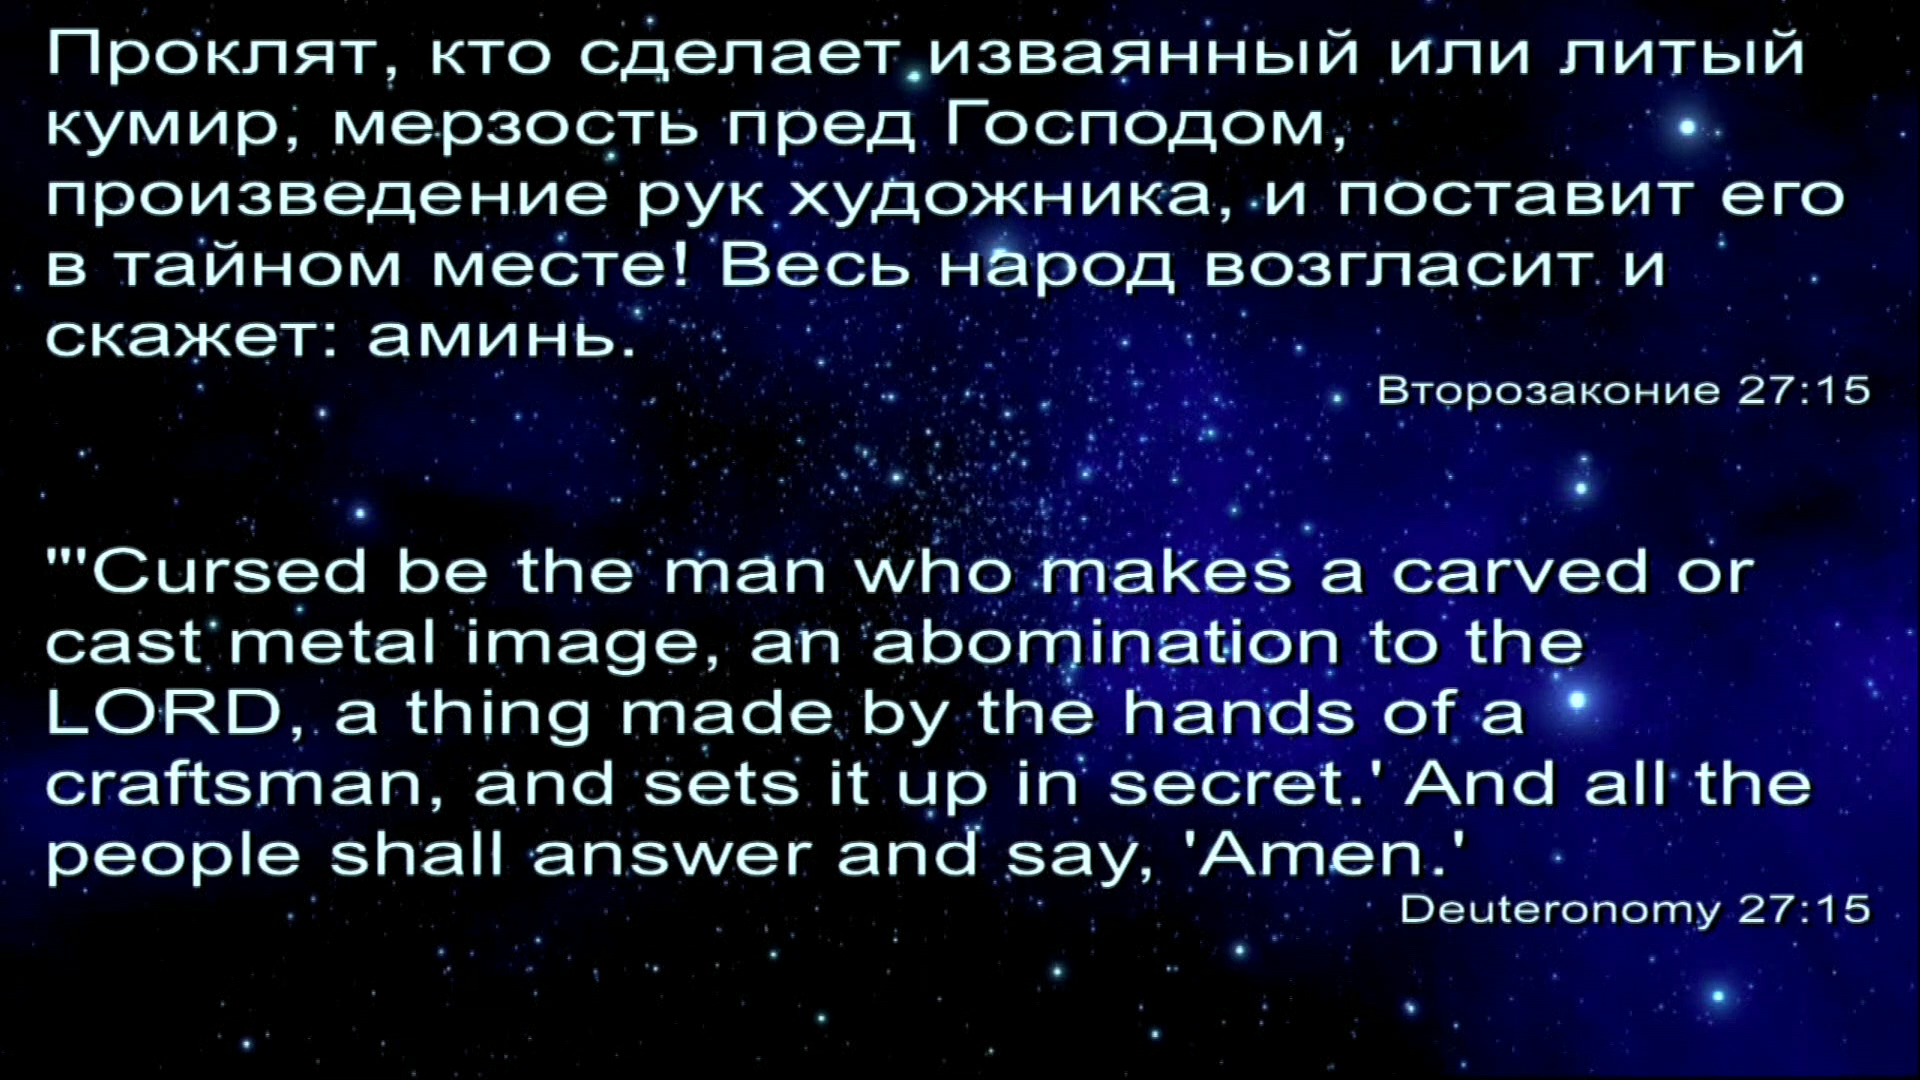 Проклят, кто сделает изваянный или литый
кумир, мерзость пред Господом,
произведение рук художника, и поставит его
в тайном месте! Весь народ возгласит и
скажет: аминь.
Второзаконие 27:15
"'Cursed be the man who makes a carved or
cast metal image, an abomination to the
LORD, a thing made by the hands of a
craftsman, and sets it up in secret.' And all the
people shall answer and say, 'Amen.'
Deuteronomy 27:15